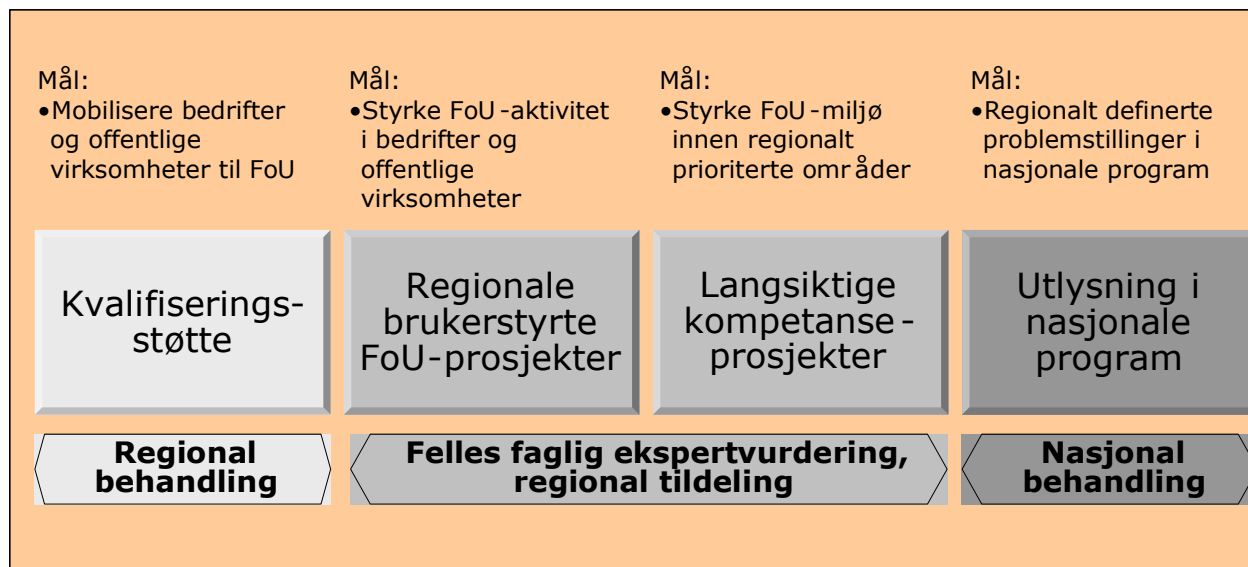 Mål:
•Mobilisere bedrifter
og offentlige
virksomheter til FoU
Mål:
•Styrke FoU-aktivitet
i bedrifter og
offentlige
virksomheter
Mål:
•Styrke FoU-miljø
innen regionalt
prioriterte områder
Mål:
•Regionalt definerte
problemstillinger i
nasjonale program
Kvalifiserings-
støtte
Regionale
brukerstyrte
FoU-prosjekter
Langsiktige
kompetanse-
prosjekter
Utlysning i
nasjonale
program
Regional
behandling
Felles faglig ekspertvurdering,
regional tildeling
Nasjonal
behandling